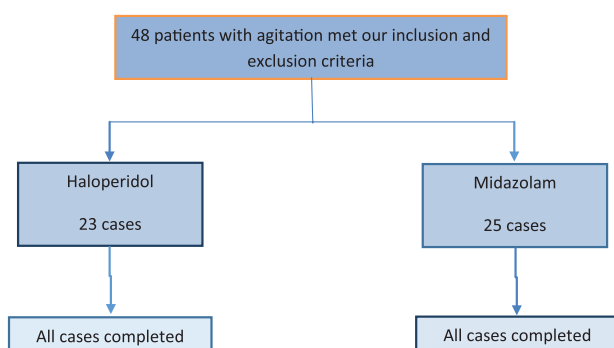 48 patients with agitation met our inclusion and
exclusion criteria
Haloperidol
23 cases
Midazolam
25 cases
All cases completed
All cases completed